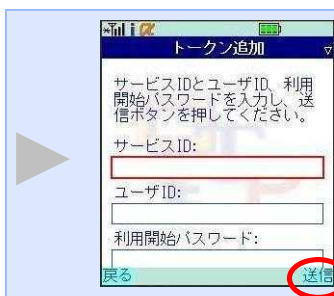 トークン追加
サービスIDとユーザID、利用
開始パスワードを入力し、送
信ボタンを押してください。
サービスID:
ユーザID:
利用開始パスワード:
戻る
送信